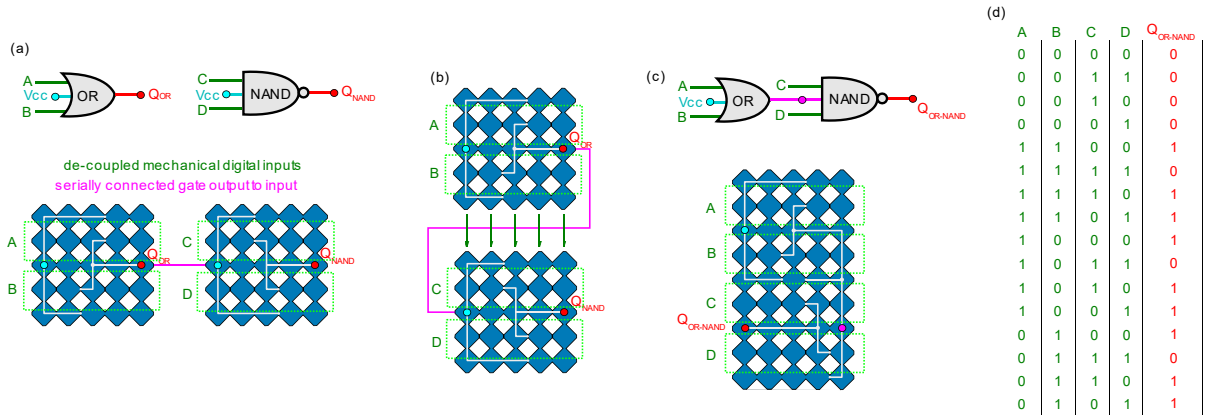 (a)
A
Vcc
B
OR
Q_OR
C
D
NAND
Q_NAND
de-coupled mechanical digital inputs
serially connected gate output to input
A
B
Q_OR
C
D
Q_NAND
(b)
A
B
Q_OR
C
D
Q_NAND
(c)
A
Vcc
B
OR
C
D
NAND
Q_OR-NAND
A
B
C
D
Q_OR-NAND
(d)
A B C D Q_OR-NAND
0 0 0 0 0
0 0 1 1 0
0 0 1 0 0
0 0 0 1 0
1 1 0 0 1
1 1 1 1 0
1 1 1 0 1
1 1 0 1 1
1 0 0 0 1
1 0 1 1 0
1 0 1 0 1
1 0 0 1 1
0 1 0 0 1
0 1 1 1 0
0 1 1 0 1
0 1 0 1 1